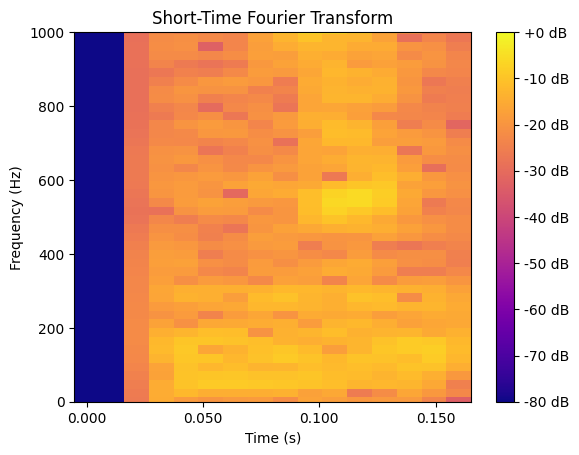 Short-Time Fourier Transform
1000
800
600
400
200
0
Frequency (Hz)
0.000
0.050
0.100
0.150
Time (s)
+0 dB
-10 dB
-20 dB
-30 dB
-40 dB
-50 dB
-60 dB
-70 dB
-80 dB